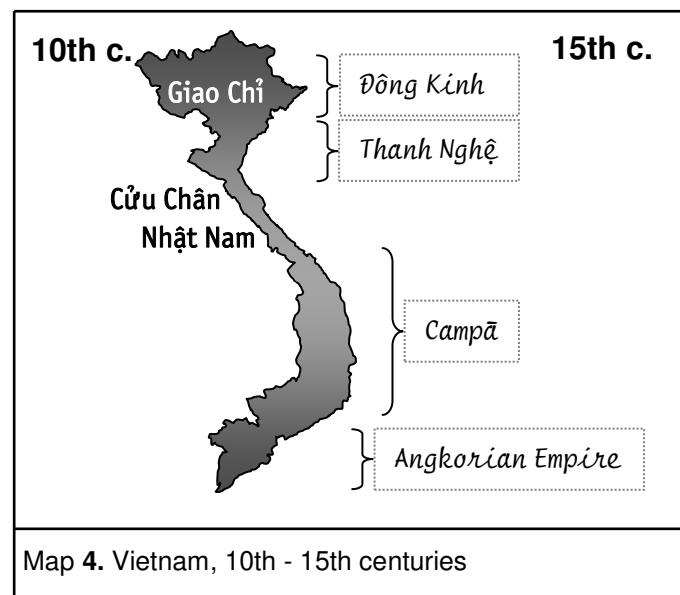 10th c.
15th c.
Giao Chỉ
Đông Kính
Thanh Nghệ
Cửu Chân
Nhật Nam
Campā
Angkorian Empire
Map 4. Vietnam, 10th - 15th centuries